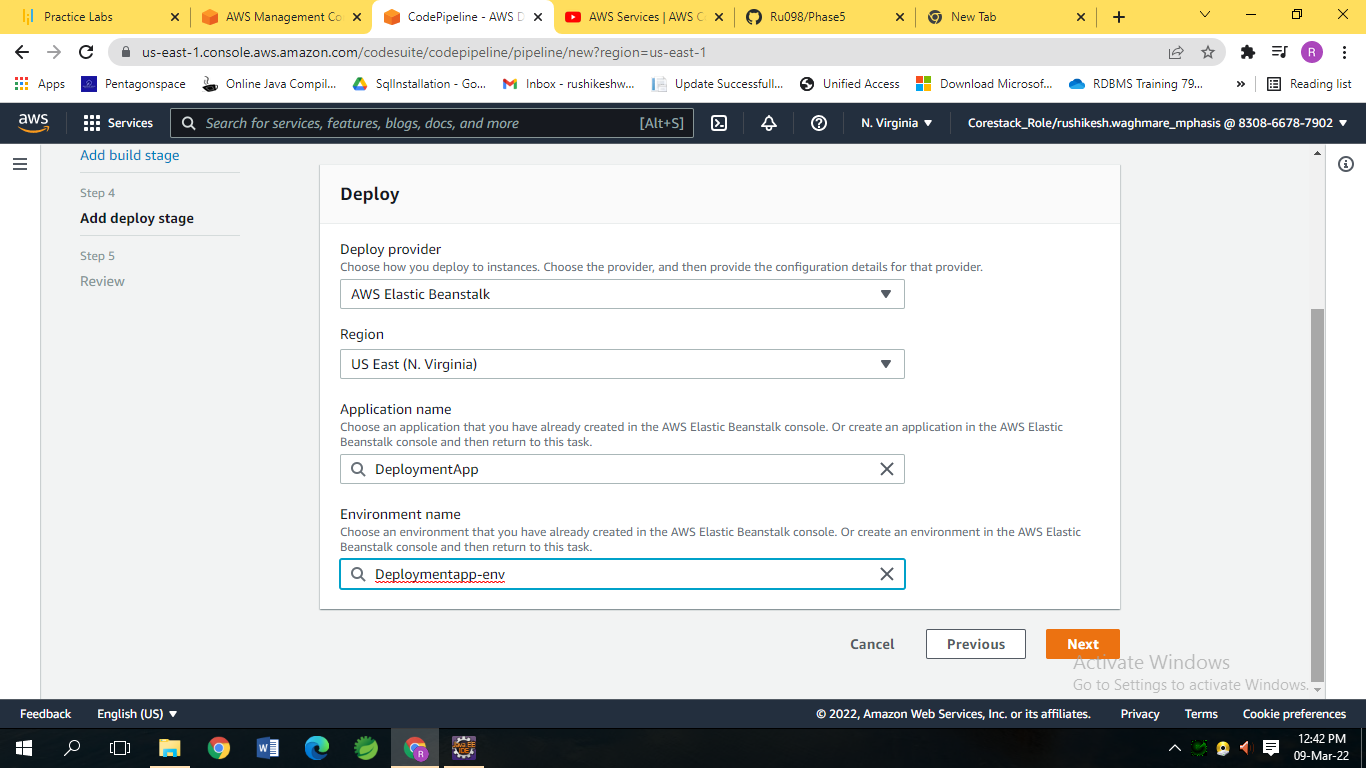 Practice Labs
AWS Management Co
CodePipeline - AWS D
AWS Services | AWS C
Ru098/Phase5
New Tab
us-east-1.console.aws.amazon.com/codesuite/codepipeline/pipeline/new?region=us-east-1
R
Apps
Pentagonspace
Online Java Compil...
SqlInstallation - Go...
Inbox - rushikeshw...
Update Successfull...
Unified Access
Download Microsof...
RDBMS Training 79...
»
Reading list
aws
Services
Search for services, features, blogs, docs, and more
[Alt+S]
N. Virginia
Corestack_Role/rushikesh.waghmare_mphasis @ 8308-6678-7902
Add build stage
Step 4
Add deploy stage
Step 5
Review
Deploy
Deploy provider
Choose how you deploy to instances. Choose the provider, and then provide the configuration details for that provider.
AWS Elastic Beanstalk
Region
US East (N. Virginia)
Application name
Choose an application that you have already created in the AWS Elastic Beanstalk console. Or create an application in the AWS Elastic
Beanstalk console and then return to this task.
DeploymentApp
Environment name
Choose an environment that you have already created in the AWS Elastic Beanstalk console. Or create an environment in the AWS Elastic
Beanstalk console and then return to this task.
Deploymentapp-env
Cancel
Previous
Next
Activate Windows
Go to Settings to activate Windows.
Feedback
English (US)
© 2022, Amazon Web Services, Inc. or its affiliates.
Privacy
Terms
Cookie preferences
R
Java EE
IDE
12:42 PM
09-Mar-22